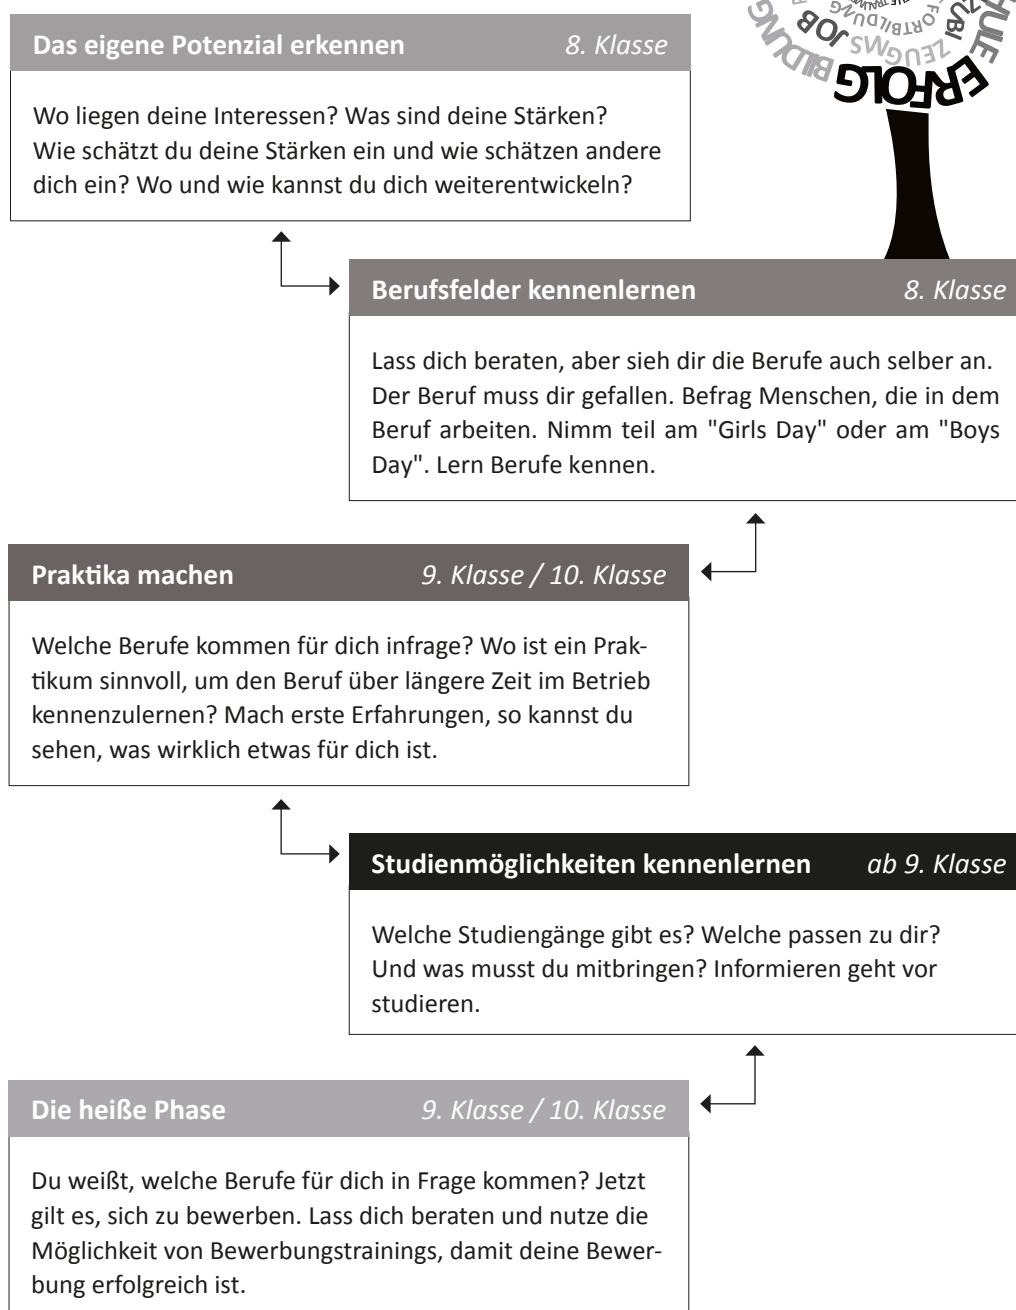 BILDUNG
JOB
FORTBILDUNG
ZEUGMS
ERFOLG
Das eigene Potenzial erkennen 8. Klasse
Wo liegen deine Interessen? Was sind deine Stärken?
Wie schätzt du deine Stärken ein und wie schätzen andere
dich ein? Wo und wie kannst du dich weiterentwickeln?
Berufsfelder kennenlernen 8. Klasse
Lass dich beraten, aber sieh dir die Berufe auch selber an.
Der Beruf muss dir gefallen. Befrag Menschen, die in dem
Beruf arbeiten. Nimm teil am "Girls Day" oder am "Boys
Day". Lern Berufe kennen.
Praktika machen 9. Klasse / 10. Klasse
Welche Berufe kommen für dich infrage? Wo ist ein Prak-
tikum sinnvoll, um den Beruf über längere Zeit im Betrieb
kennenzulernen? Mach erste Erfahrungen, so kannst du
sehen, was wirklich etwas für dich ist.
Studienmöglichkeiten kennenlernen ab 9. Klasse
Welche Studiengänge gibt es? Welche passen zu dir?
Und was musst du mitbringen? Informieren geht vor
studieren.
Die heiße Phase 9. Klasse / 10. Klasse
Du weißt, welche Berufe für dich in Frage kommen? Jetzt
gilt es, sich zu bewerben. Lass dich beraten und nutze die
Möglichkeit von Bewerbungstrainings, damit deine Bewer-
bung erfolgreich ist.